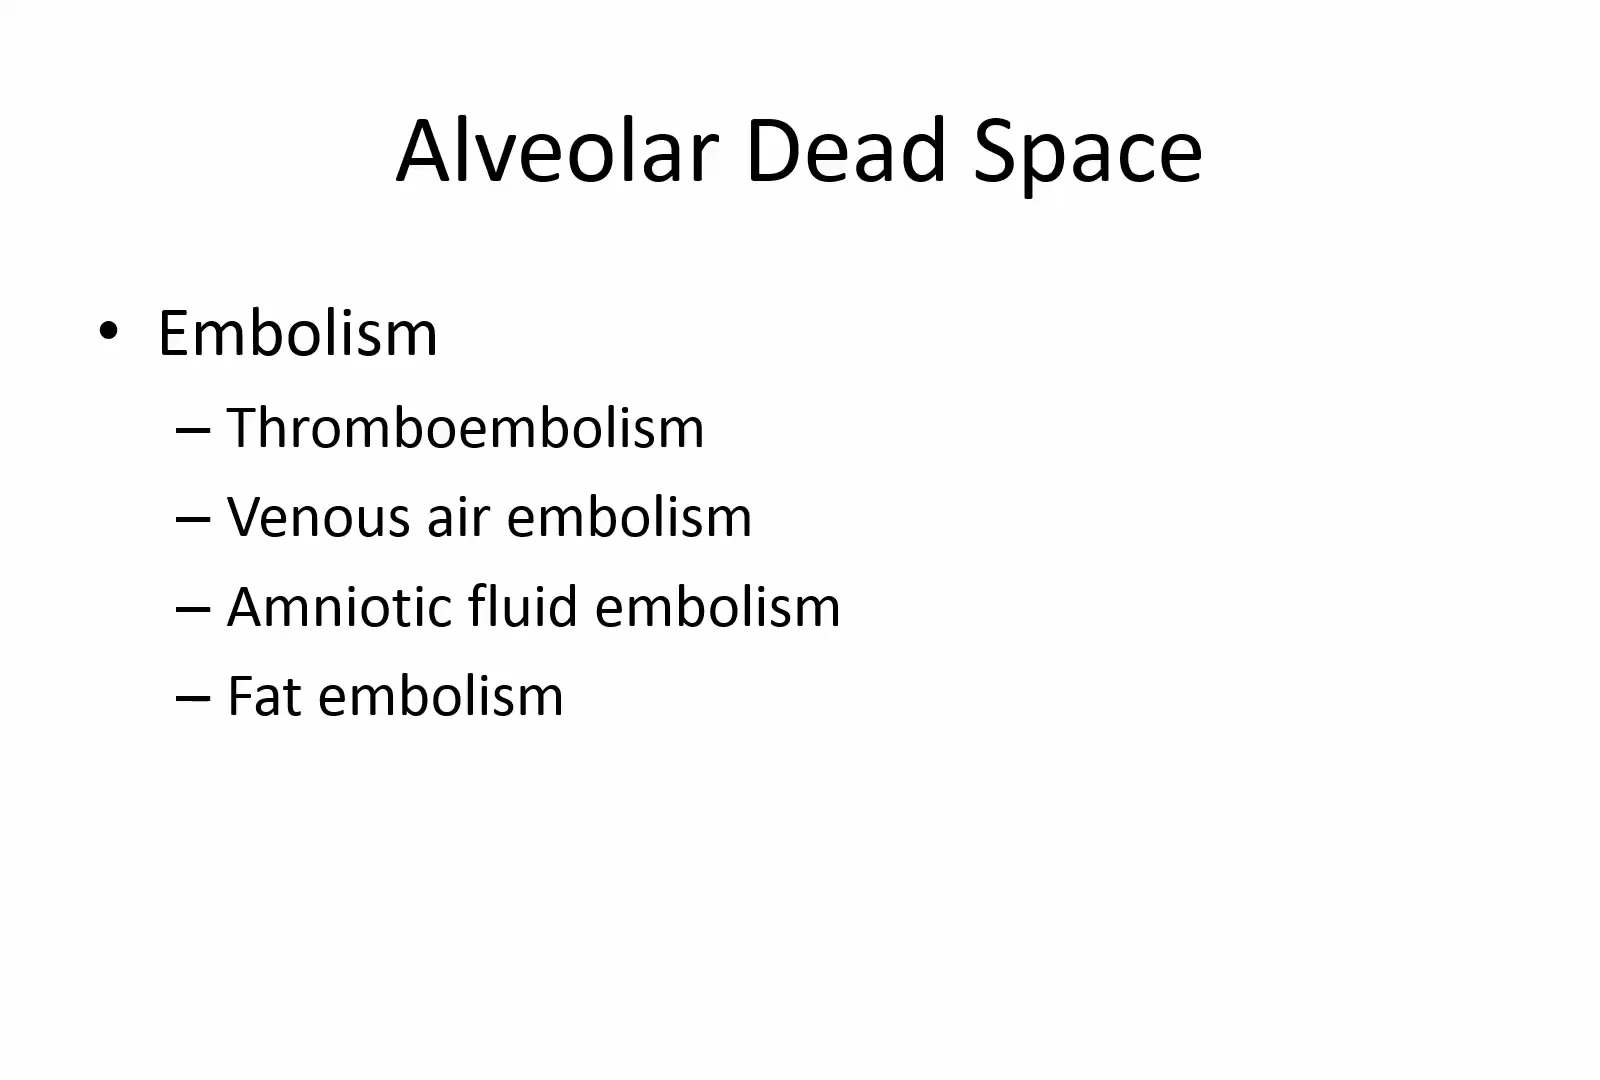 Alveolar Dead Space
• Embolism
– Thromboembolism
– Venous air embolism
– Amniotic fluid embolism
– Fat embolism